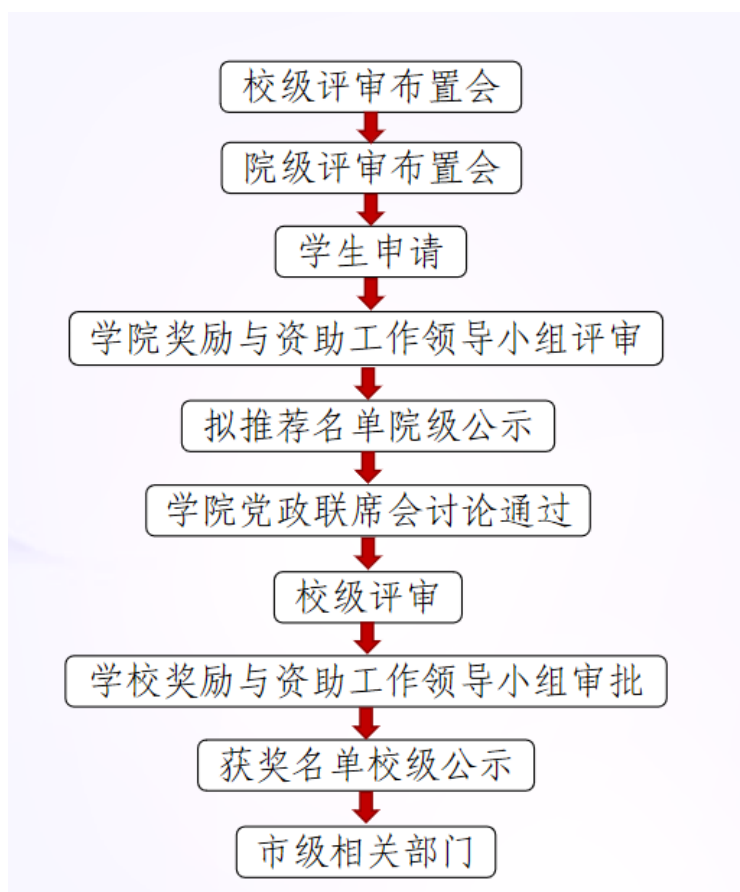 校级评审布置会
院级评审布置会
学生申请
学院奖励与资助工作领导小组评审
拟推荐名单院级公示
学院党政联席会讨论通过
校级评审
学校奖励与资助工作领导小组审批
获奖名单校级公示
市级相关部门